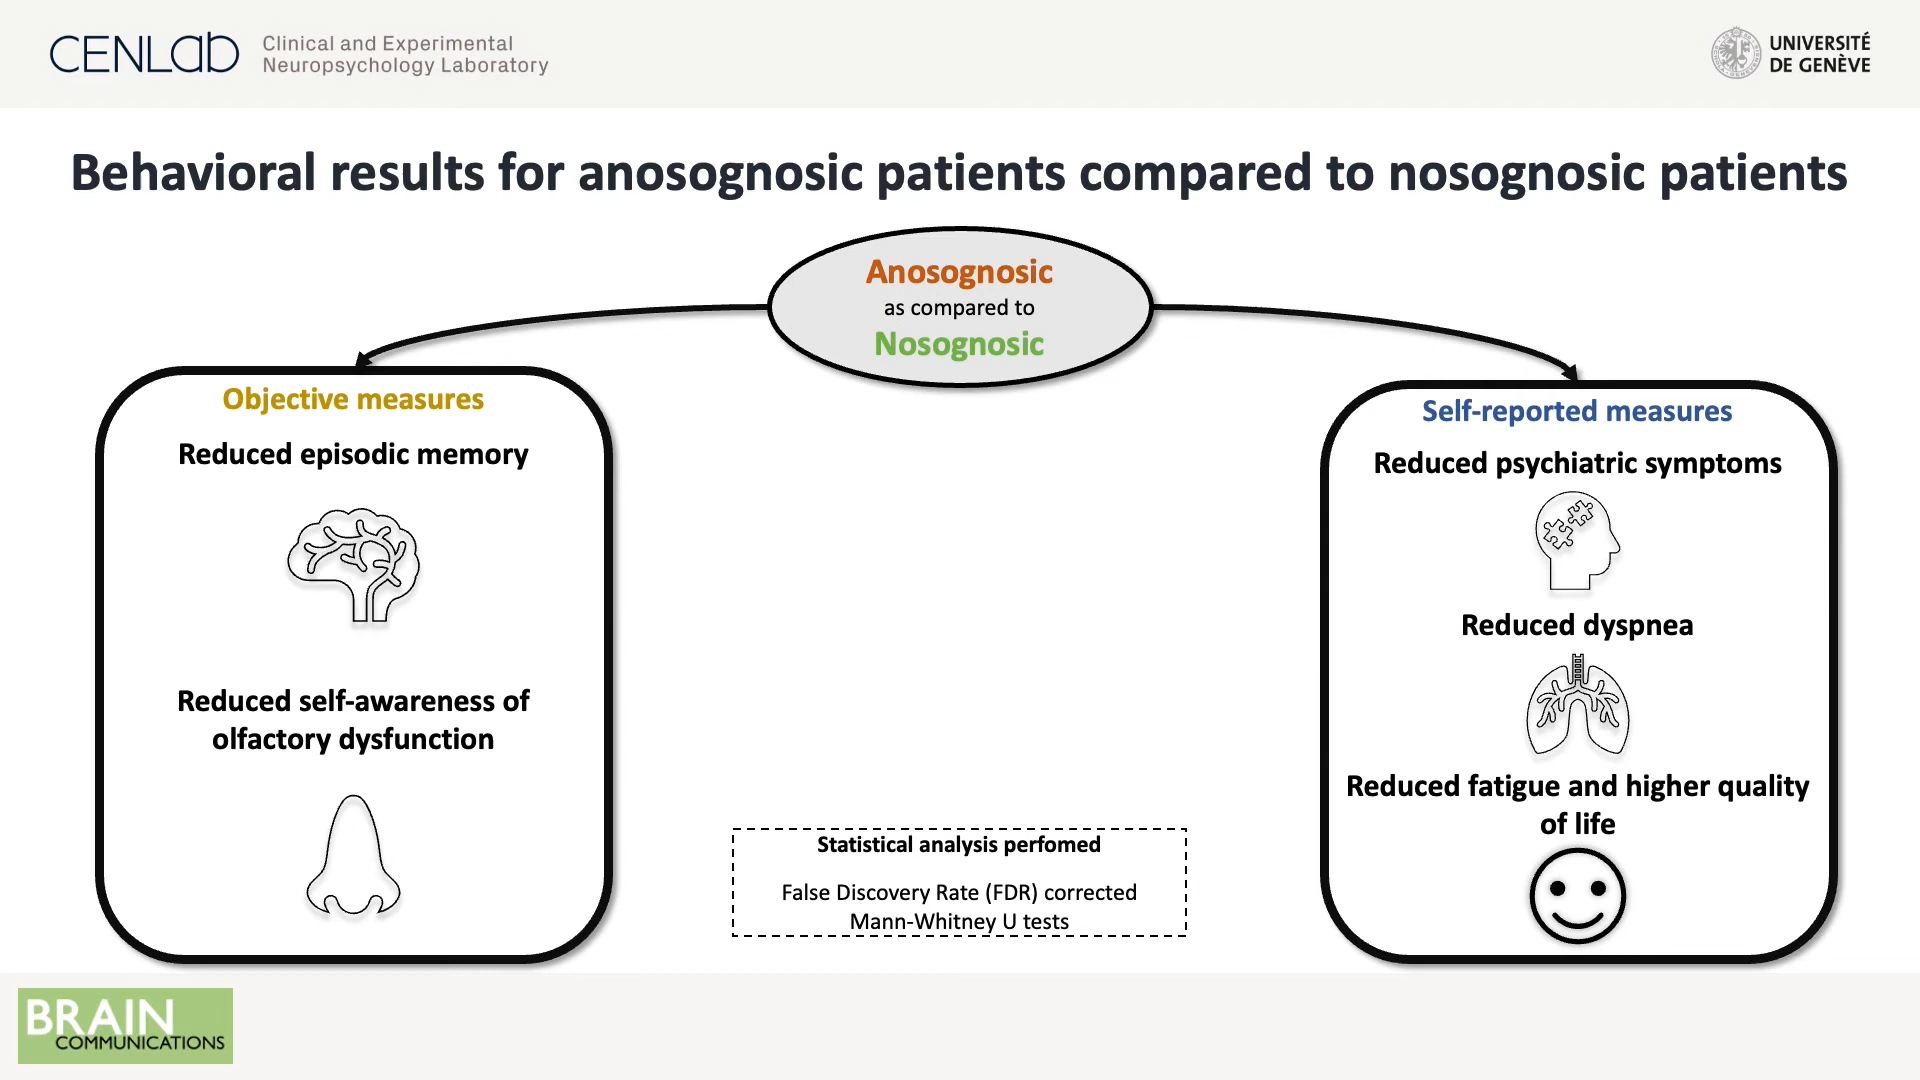 CENLab
Clinical and Experimental
Neuropsychology Laboratory
UNIVERSITÉ
DE GENÈVE
Behavioral results for anosognosic patients compared to nosognosic patients
Anosognosic
as compared to
Nosognosic
Objective measures
Reduced episodic memory
Reduced self-awareness of
olfactory dysfunction
Self-reported measures
Reduced psychiatric symptoms
Reduced dyspnea
Reduced fatigue and higher quality
of life
Statistical analysis perfomed
False Discovery Rate (FDR) corrected
Mann-Whitney U tests
BRAIN
COMMUNICATIONS